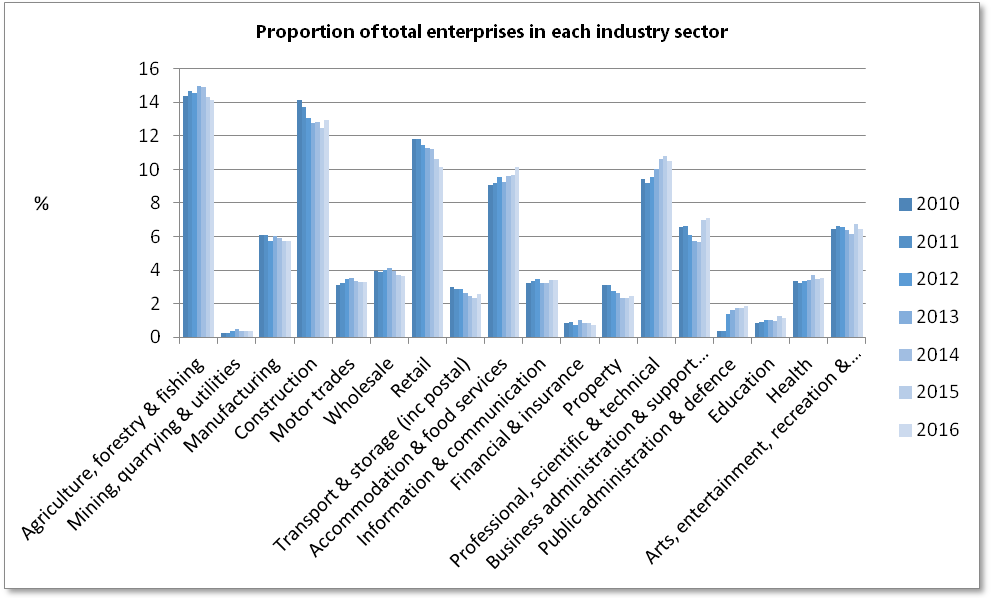 Proportion of total enterprises in each industry sector
16
14
12
10
8
6
4
2
0
%
Agriculture, forestry & fishing
Mining, quarrying & utilities
Manufacturing
Construction
Motor trades
Wholesale
Retail
Transport & storage (inc postal)
Accommodation & food services
Information & communication
Financial & insurance
Property
Professional, scientific & technical
Business administration & support...
Public administration & defence
Education
Health
Arts, entertainment, recreation &...
2010
2011
2012
2013
2014
2015
2016